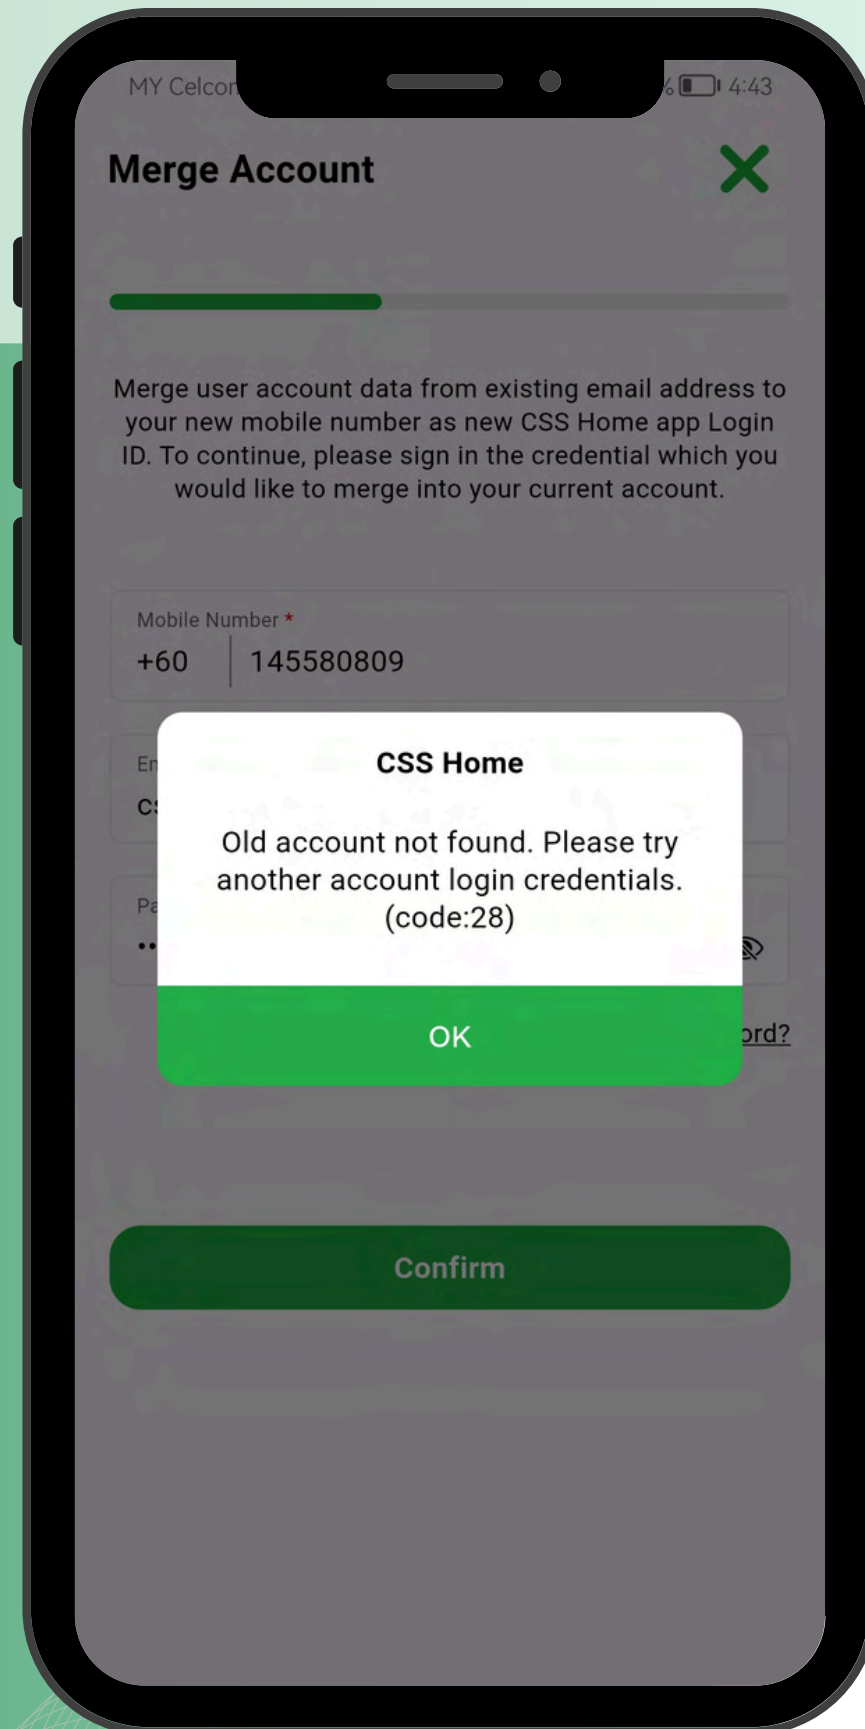 MY Celcom
4:43
Merge Account
Merge user account data from existing email address to
your new mobile number as new CSS Home app Login
ID. To continue, please sign in the credential which you
would like to merge into your current account.
Mobile Number *
+60 145580809
CSS Home
Old account not found. Please try
another account login credentials.
(code:28)
OK
Confirm